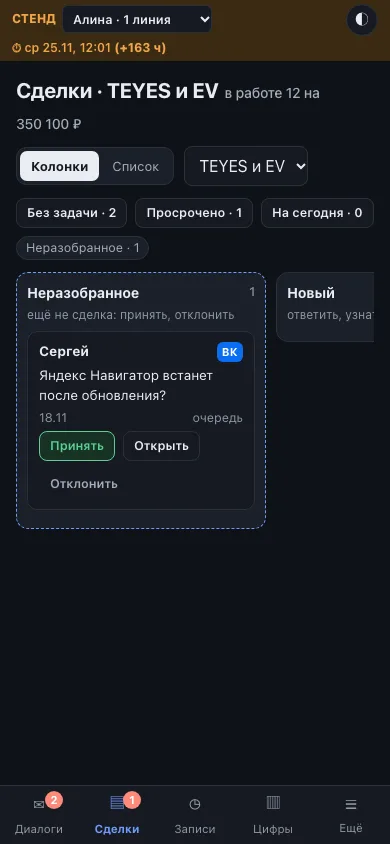 СТЕНД Алина · 1 линия
⏱ ср 25.11, 12:01 (+163 ч)
Сделки · TEYES и EV в работе 12 на
350 100 ₽
Колонки Список TEYES и EV
Без задачи · 2 Просрочено · 1 На сегодня · 0
Неразобранное · 1
Неразобранное 1 Новый
ещё не сделка: принять, отклонить ответить, узнат
Сергей ВК
Яндекс Навигатор встанет
после обновления?
18.11 очередь
Принять Открыть
Отклонить
2 1
Диалоги Сделки Записи Цифры Ещё